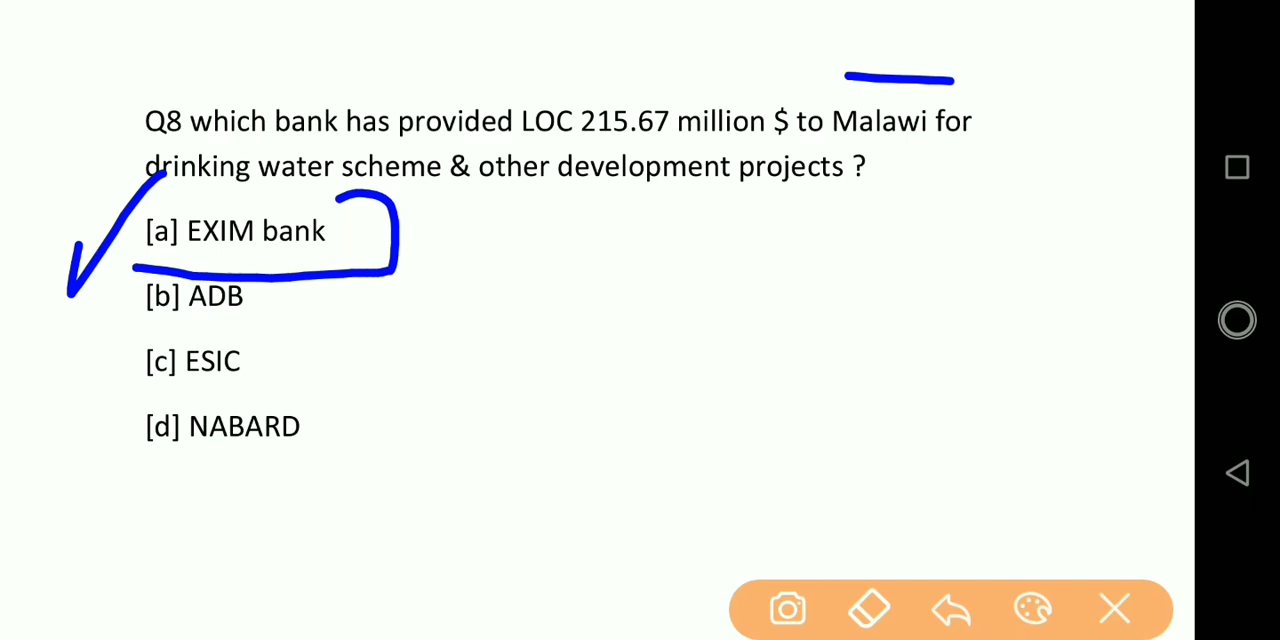 Q8 which bank has provided LOC 215.67 million $ to Malawi for
drinking water scheme & other development projects ?
[a] EXIM bank
[b] ADB
[c] ESIC
[d] NABARD